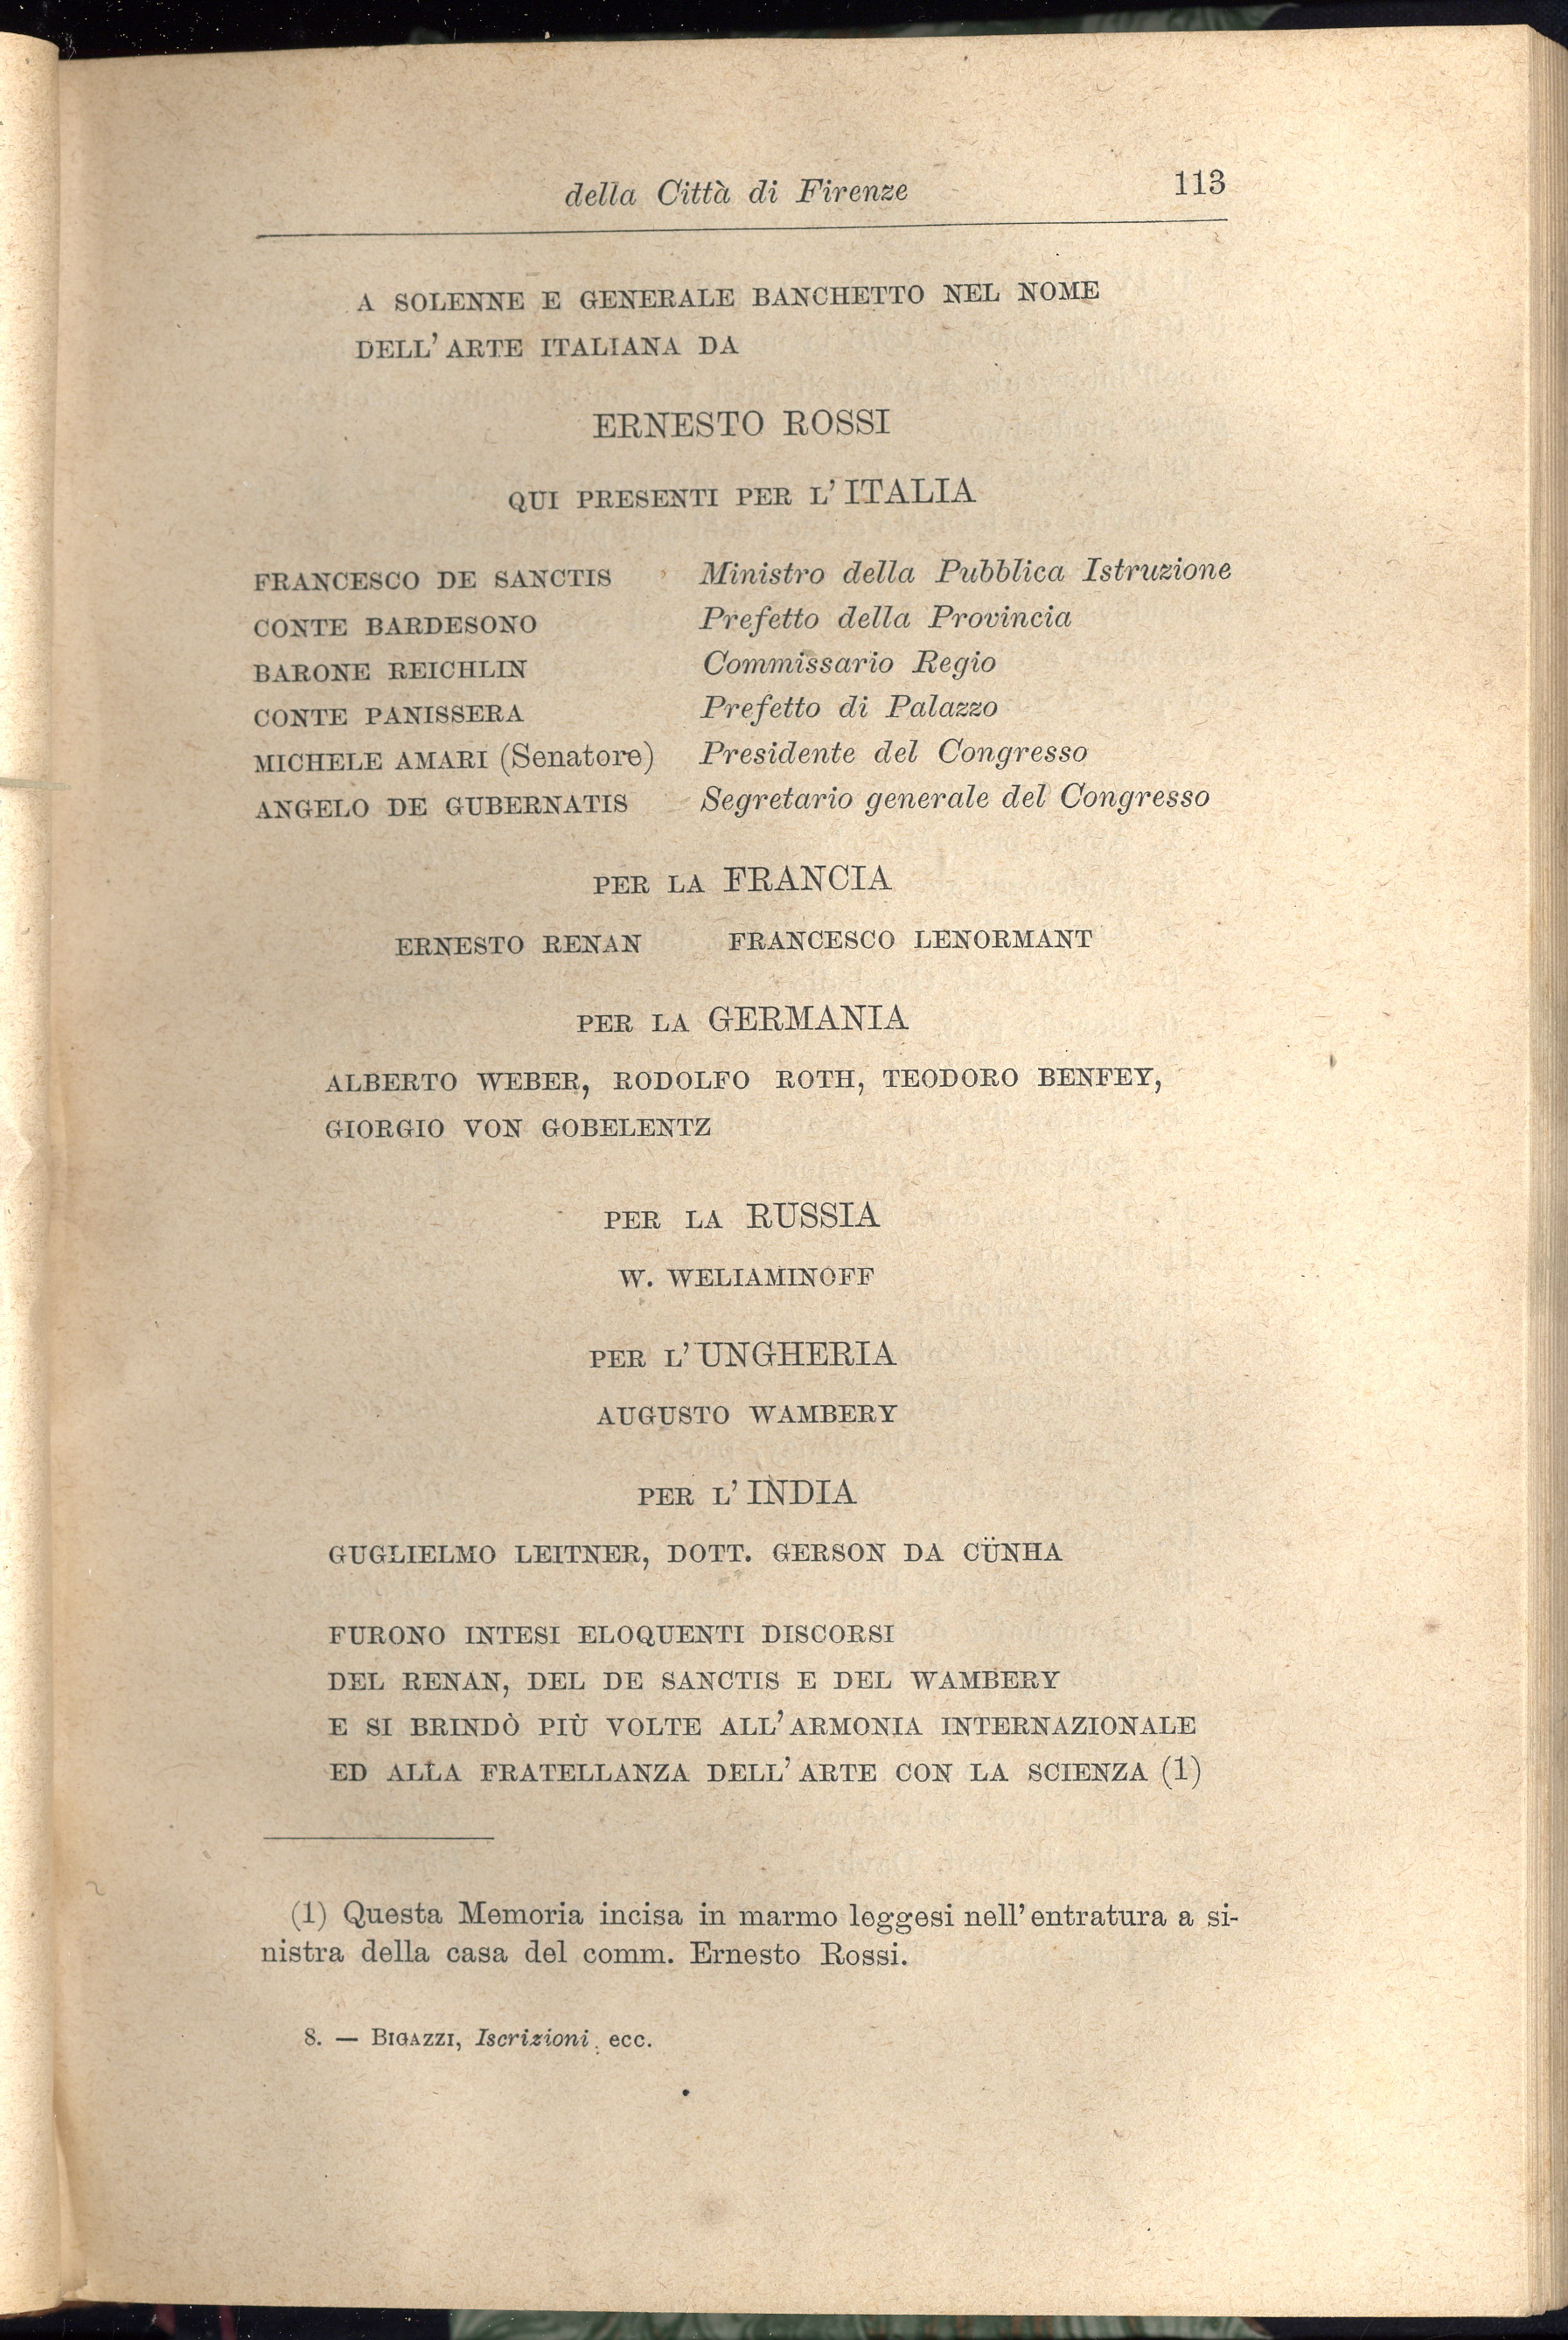 della Città di Firenze 113
A SOLENNE E GENERALE BANCHETTO NEL NOME
DELL' ARTE ITALIANA DA
ERNESTO ROSSI
QUI PRESENTI PER L' ITALIA
FRANCESCO DE SANCTIS Ministro della Pubblica Istruzione
CONTE BARDESONO Prefetto della Provincia
BARONE REICHLIN Commissario Regio
CONTE PANISSERA Prefetto di Palazzo
MICHELE AMARI (Senatore) Presidente del Congresso
ANGELO DE GUBERNATIS Segretario generale del Congresso
PER LA FRANCIA
ERNESTO RENAN FRANCESCO LENORMANT
PER LA GERMANIA
ALBERTO WEBER, RODOLFO ROTH, TEODORO BENFEY,
GIORGIO VON GOBELENTZ
PER LA RUSSIA
W. WELIAMINOFF
PER L' UNGHERIA
AUGUSTO WAMBERY
PER L' INDIA
GUGLIELMO LEITNER, DOTT. GERSON DA CÜNHA
FURONO INTESI ELOQUENTI DISCORSI
DEL RENAN, DEL DE SANCTIS E DEL WAMBERY
E SI BRINDÒ PIÙ VOLTE ALL' ARMONIA INTERNAZIONALE
ED ALLA FRATELLANZA DELL' ARTE CON LA SCIENZA (1)
(1) Questa Memoria incisa in marmo leggesi nell' entratura a si-
nistra della casa del comm. Ernesto Rossi.
8. — BIGAZZI, Iscrizioni. ecc.